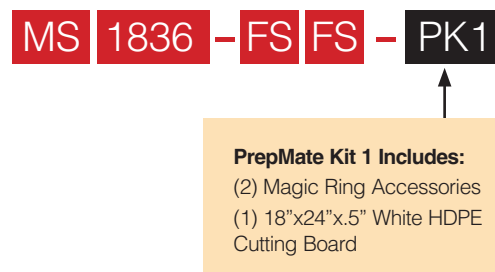 MS 1836 – FS FS – PK1
PrepMate Kit 1 Includes:
(2) Magic Ring Accessories
(1) 18”x24”x.5” White HDPE
Cutting Board